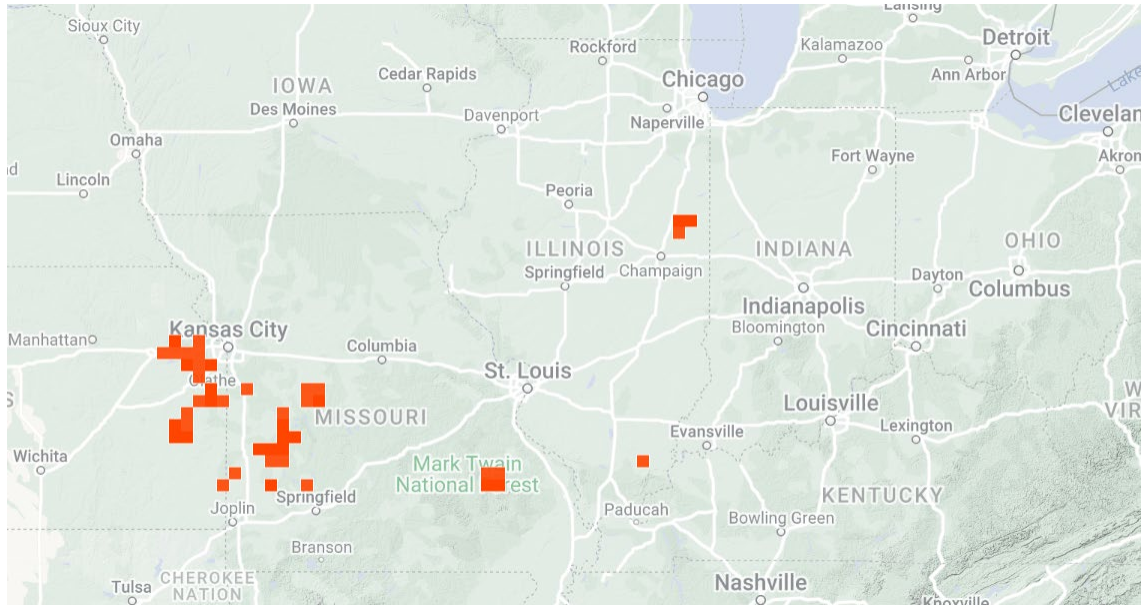 Lansing
Sioux City
Rockford
Kalamazoo
Detroit
Cedar Rapids
Chicago
Ann Arbor
IOWA
Lake
Des Moines
Davenport
Naperville
Clevelan
Omaha
Fort Wayne
Akron
d
Lincoln
Peoria
ILLINOIS
INDIANA
OHIO
Springfield
Champaign
Dayton
Indianapolis
Columbus
Manhattan
Kansas City
Bloomington
Cincinnati
Columbia
St. Louis
Olathe
W
S
MISSOURI
Louisville
VIR
Evansville
Lexington
Wichita
Mark Twain
National Forest
Springfield
KENTUCKY
Joplin
Paducah
Bowling Green
Branson
Tulsa
CHEROKEE
NATION
Nashville
Knoxville